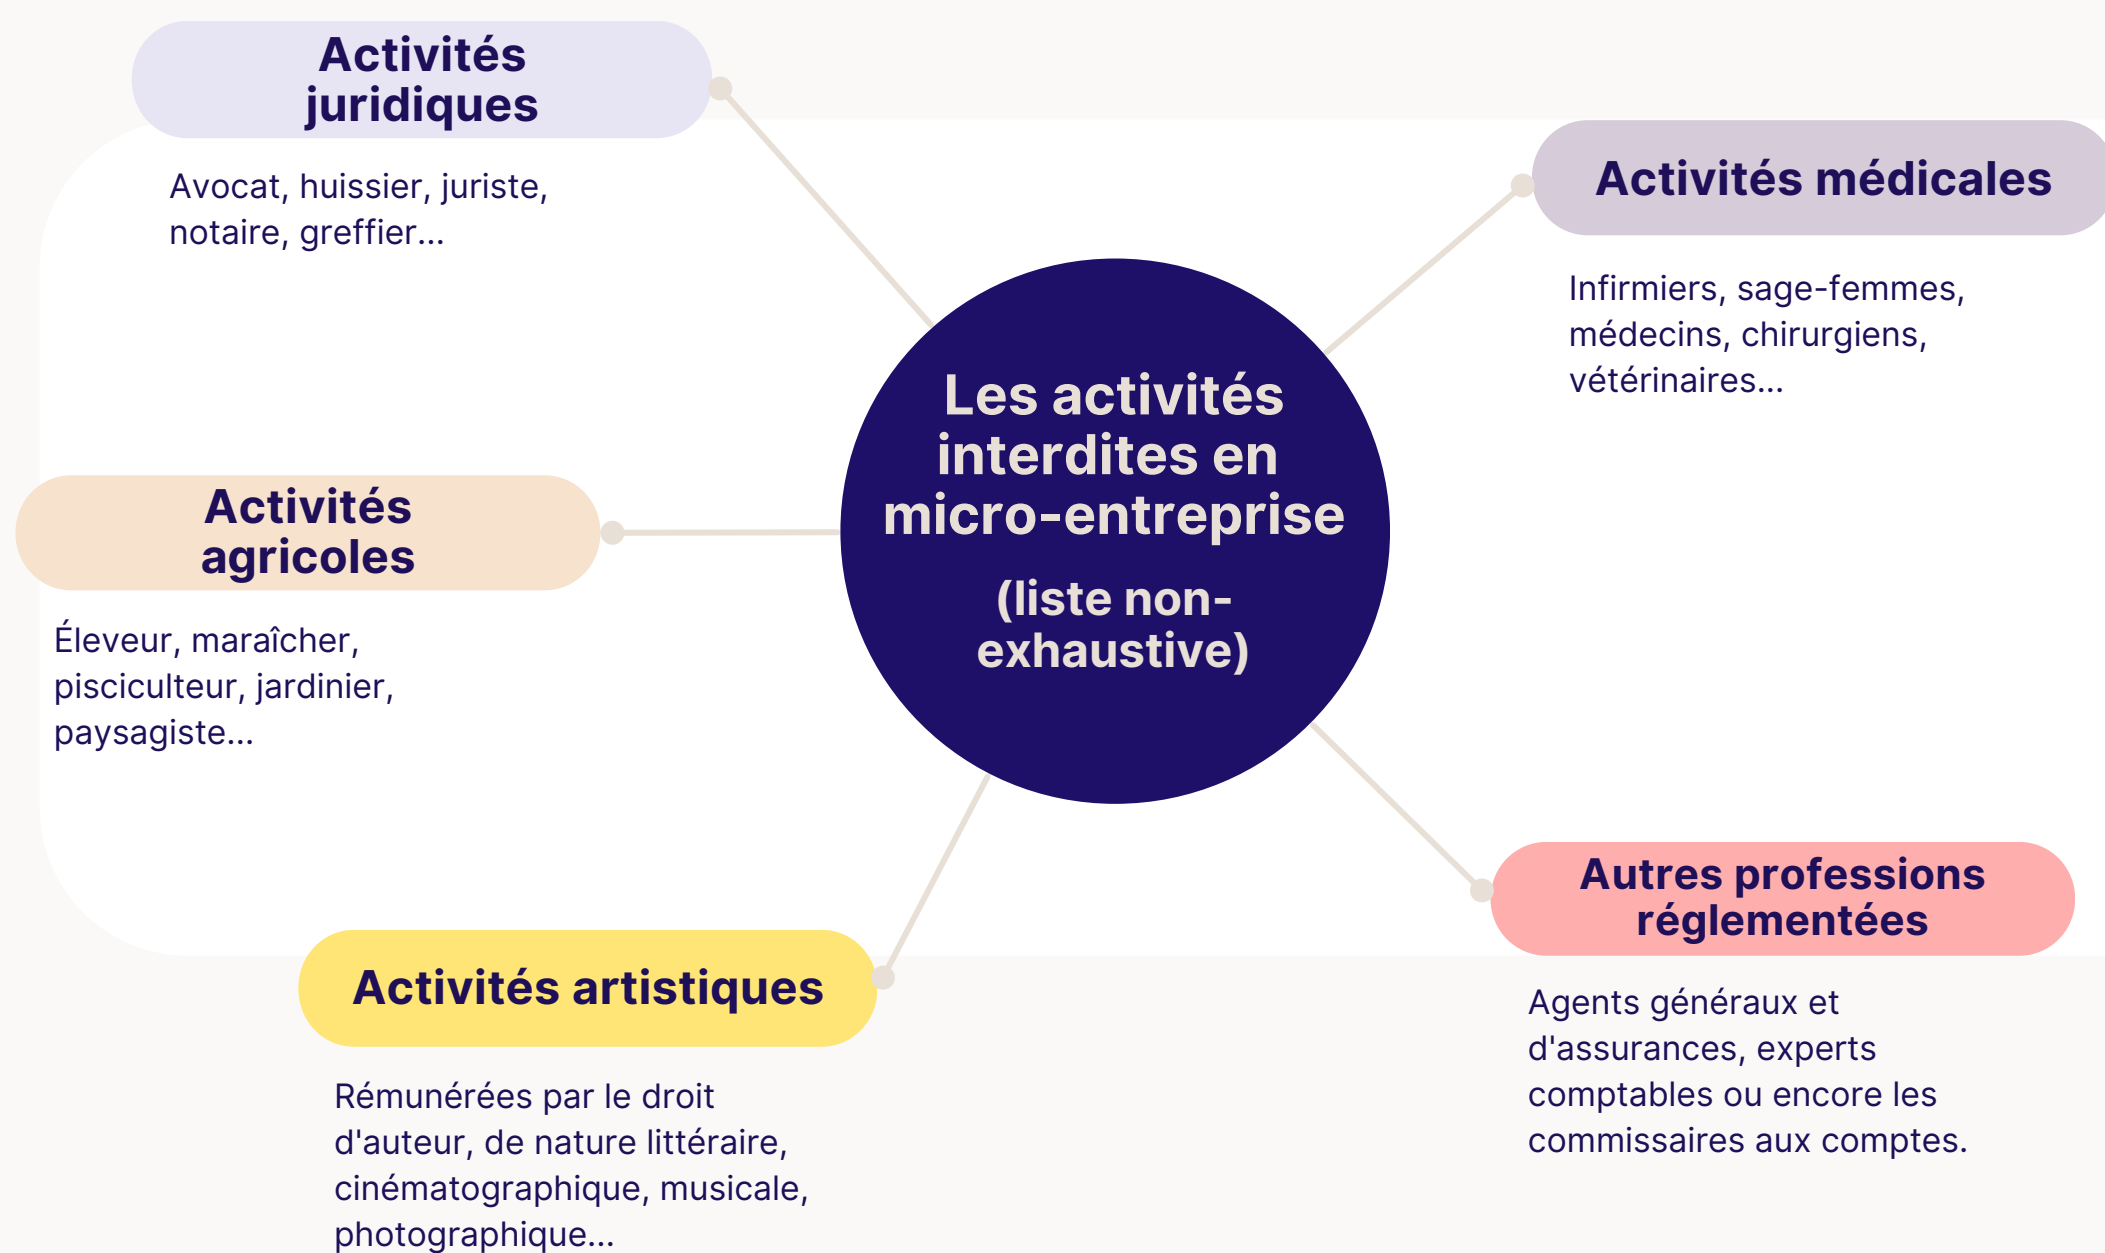 Activités
juridiques
Avocat, huissier, juriste,
notaire, greffier...
Activités médicales
Infirmiers, sage-femmes,
médecins, chirurgiens,
vétérinaires...
Les activités
interdites en
micro-entreprise
(liste non-
exhaustive)
Activités
agricoles
Éleveur, maraîcher,
pisciculteur, jardinier,
paysagiste...
Autres professions
réglementées
Agents généraux et
d'assurances, experts
comptables ou encore les
commissaires aux comptes.
Activités artistiques
Rémunérées par le droit
d'auteur, de nature littéraire,
cinématographique, musicale,
photographique...